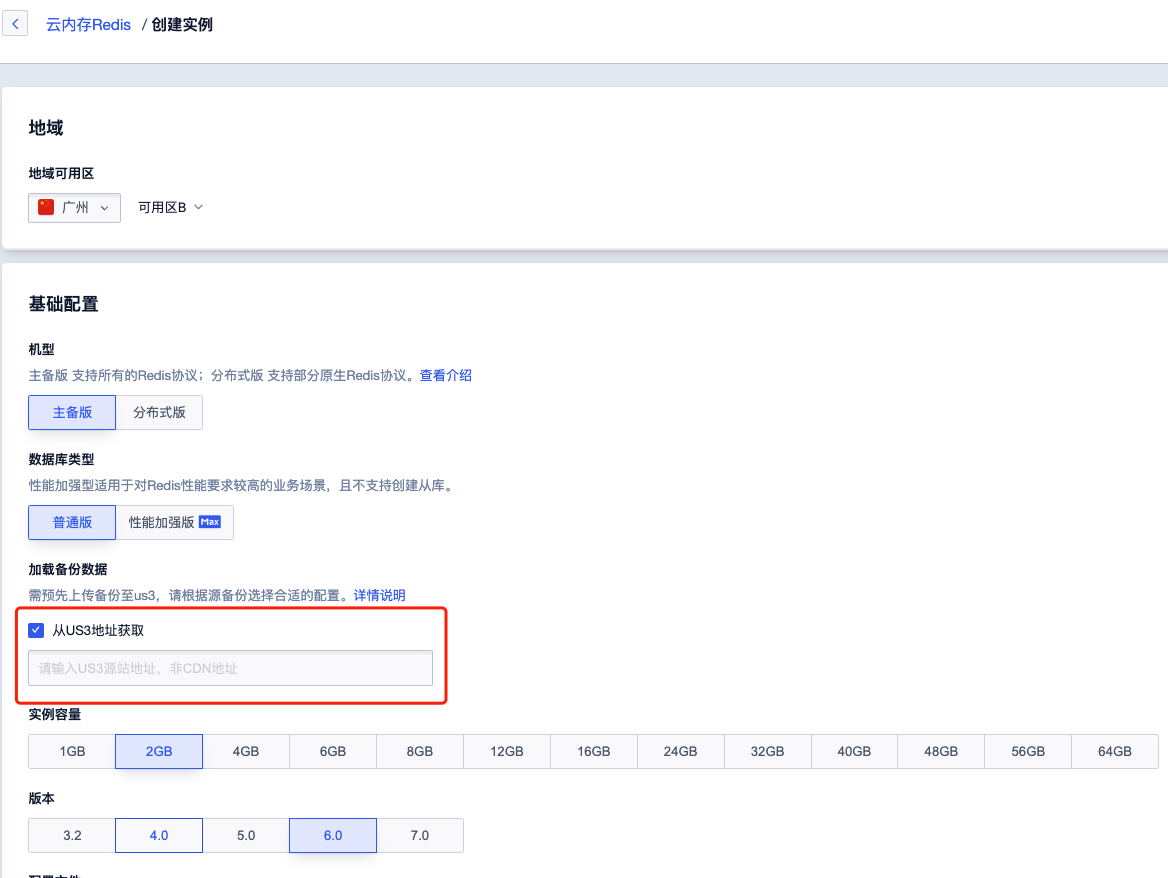 云内存Redis / 创建实例
地域
地域可用区
广州 可用区B
基础配置
机型
主备版 支持所有的Redis协议；分布式版 支持部分原生Redis协议。查看介绍
主备版 分布式版
数据库类型
性能加强型适用于对Redis性能要求较高的业务场景，且不支持创建从库。
普通版 性能加强版 Max
加载备份数据
需预先上传备份至us3，请根据源备份选择合适的配置。详情说明
从US3地址获取
请输入US3源站地址，非CDN地址
实例容量
1GB 2GB 4GB 6GB 8GB 12GB 16GB 24GB 32GB 40GB 48GB 56GB 64GB
版本
3.2 4.0 5.0 6.0 7.0